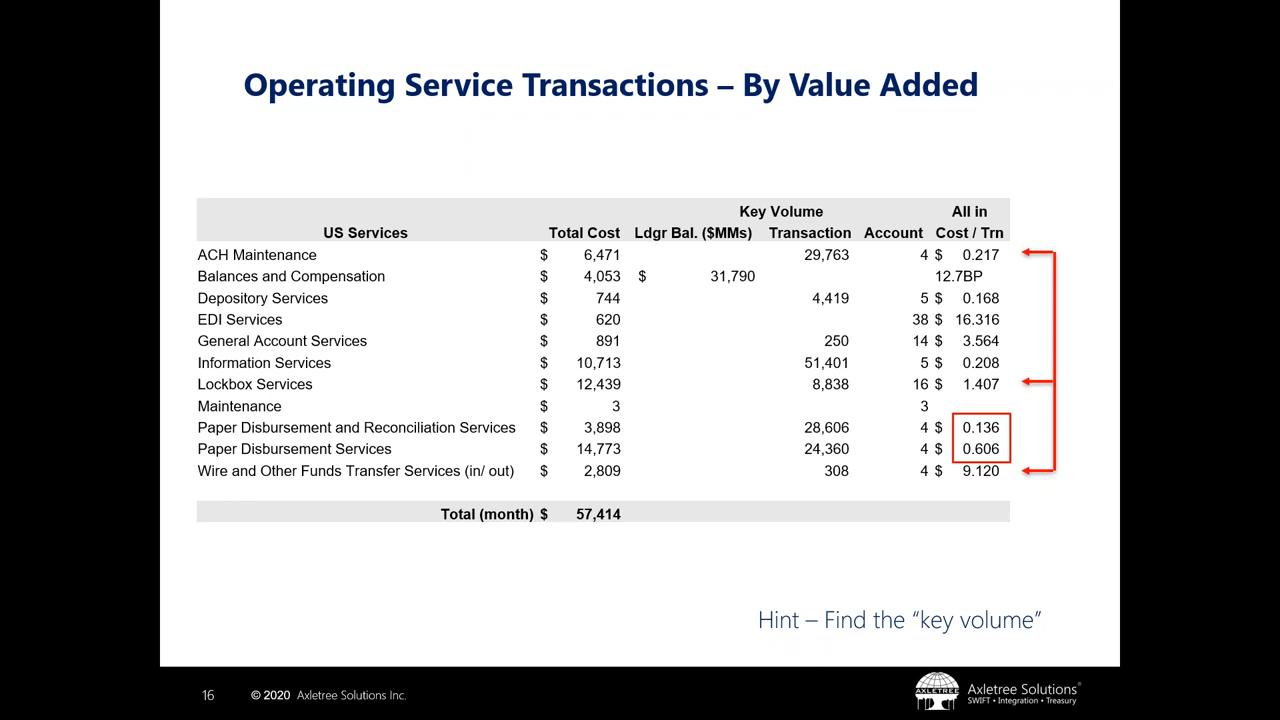 Operating Service Transactions – By Value Added
Key Volume All in
US Services Total Cost Ldgr Bal. ($MMs) Transaction Account Cost / Trn
ACH Maintenance $ 6,471 29,763 4 $ 0.217
Balances and Compensation $ 4,053 $ 31,790 12.7BP
Depository Services $ 744 4,419 5 $ 0.168
EDI Services $ 620 38 $ 16.316
General Account Services $ 891 250 14 $ 3.564
Information Services $ 10,713 51,401 5 $ 0.208
Lockbox Services $ 12,439 8,838 16 $ 1.407
Maintenance $ 3 3
Paper Disbursement and Reconciliation Services $ 3,898 28,606 4 $ 0.136
Paper Disbursement Services $ 14,773 24,360 4 $ 0.606
Wire and Other Funds Transfer Services (in/ out) $ 2,809 308 4 $ 9.120
Total (month) $ 57,414
Hint – Find the “key volume”
16 © 2020 Axletree Solutions Inc.
AXLETREE
Axletree Solutions®
SWIFT • Integration • Treasury